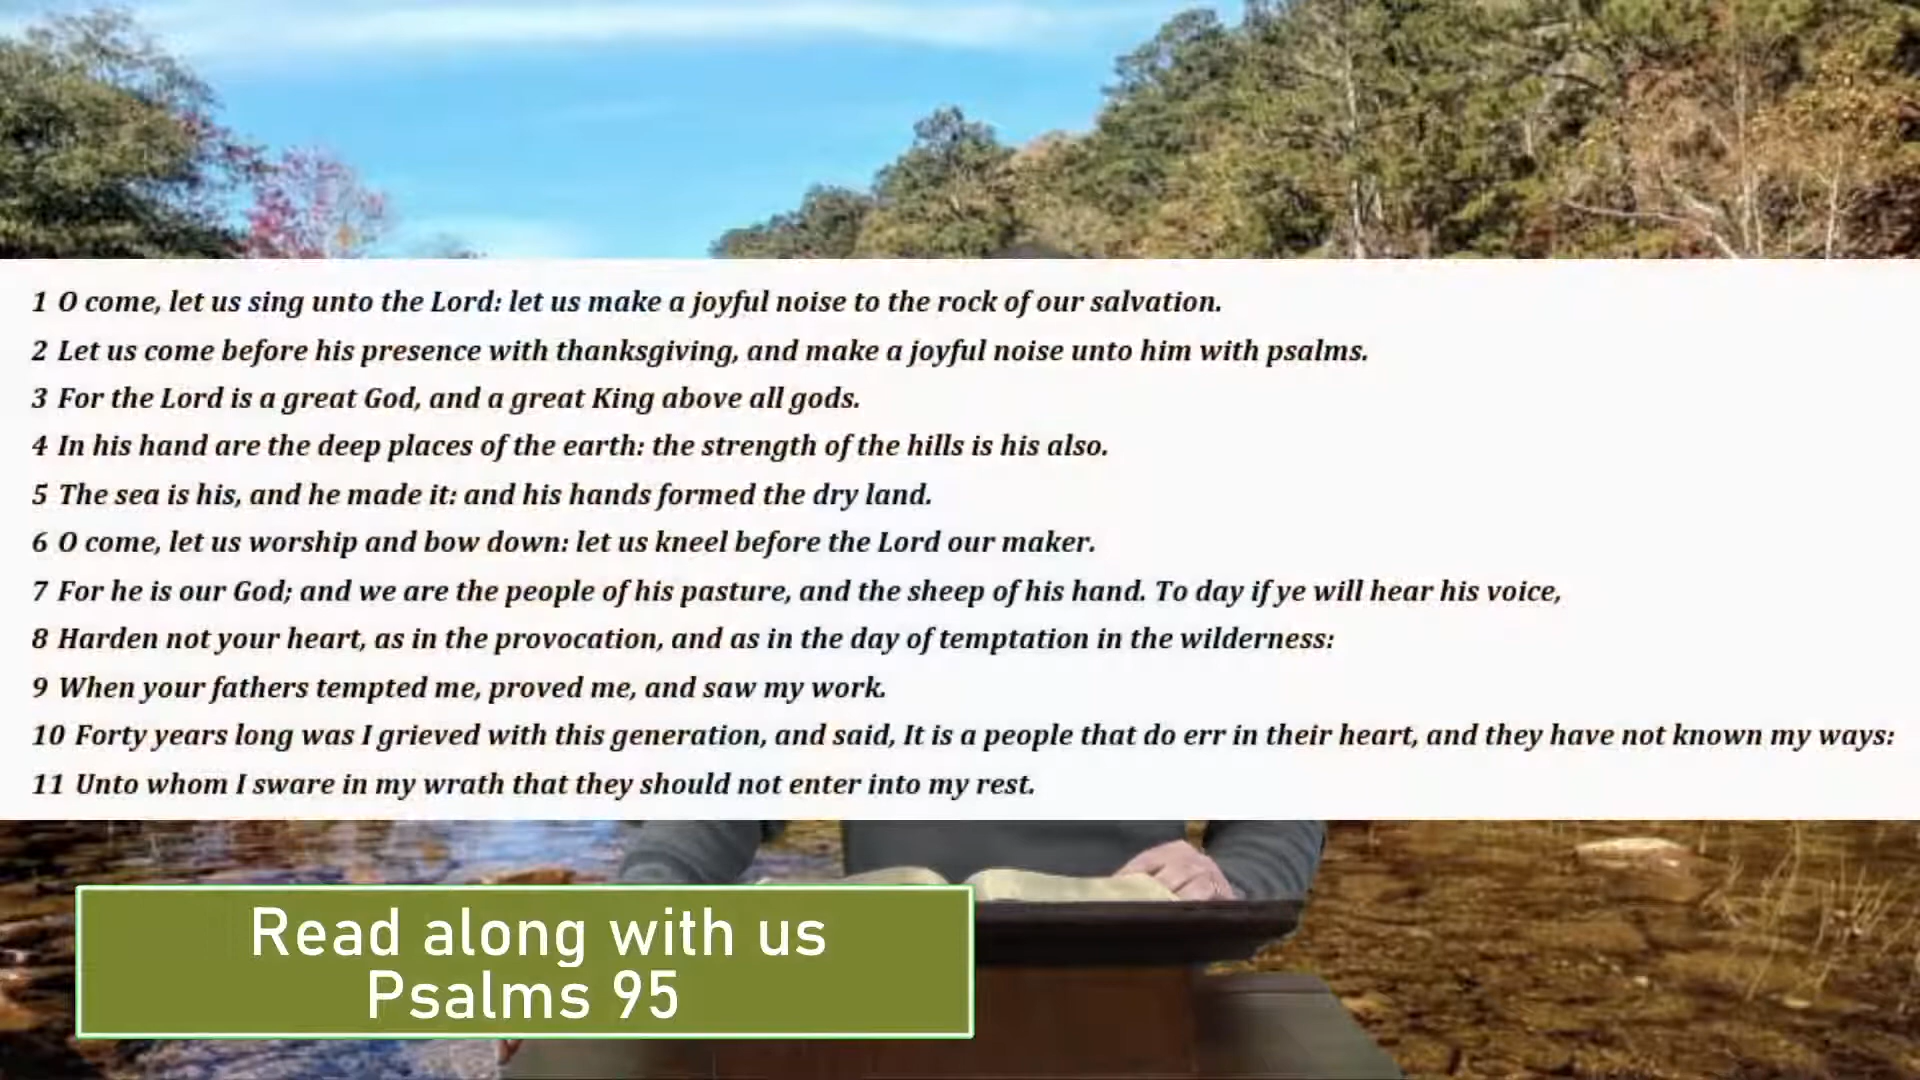 1 O come, let us sing unto the Lord: let us make a joyful noise to the rock of our salvation.
2 Let us come before his presence with thanksgiving, and make a joyful noise unto him with psalms.
3 For the Lord is a great God, and a great King above all gods.
4 In his hand are the deep places of the earth: the strength of the hills is his also.
5 The sea is his, and he made it: and his hands formed the dry land.
6 O come, let us worship and bow down: let us kneel before the Lord our maker.
7 For he is our God; and we are the people of his pasture, and the sheep of his hand. To day if ye will hear his voice,
8 Harden not your heart, as in the provocation, and as in the day of temptation in the wilderness:
9 When your fathers tempted me, proved me, and saw my work.
10 Forty years long was I grieved with this generation, and said, It is a people that do err in their heart, and they have not known my ways:
11 Unto whom I sware in my wrath that they should not enter into my rest.
Read along with us
Psalms 95